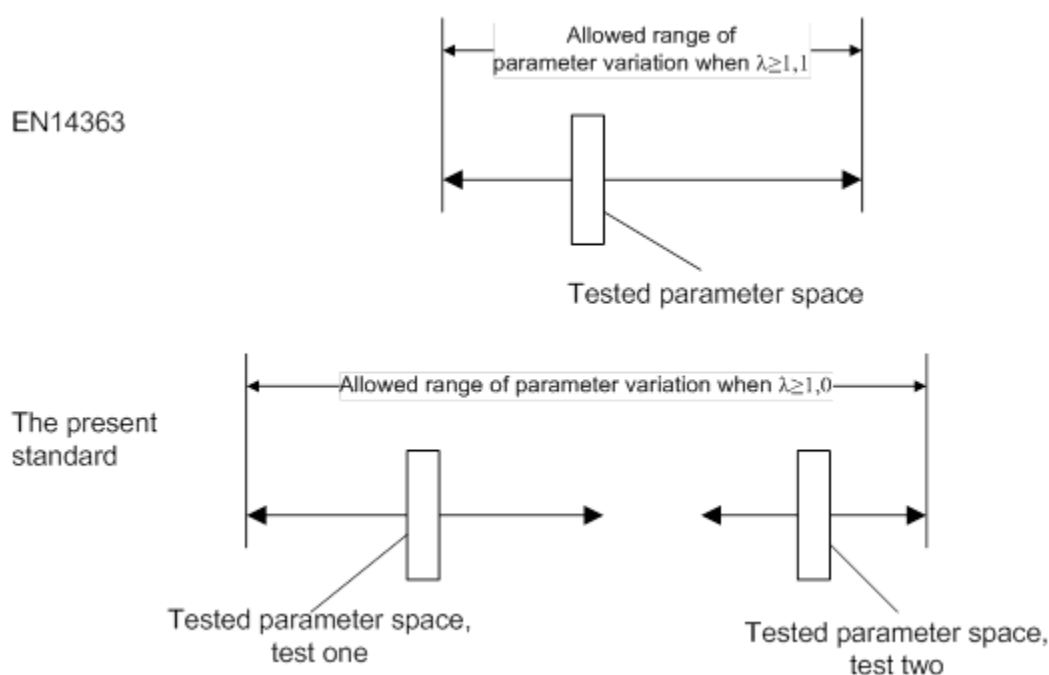 Allowed range of
parameter variation when λ≥1,1
EN14363
Tested parameter space
Allowed range of parameter variation when λ≥1,0
The present
standard
Tested parameter space,
test one
Tested parameter space,
test two